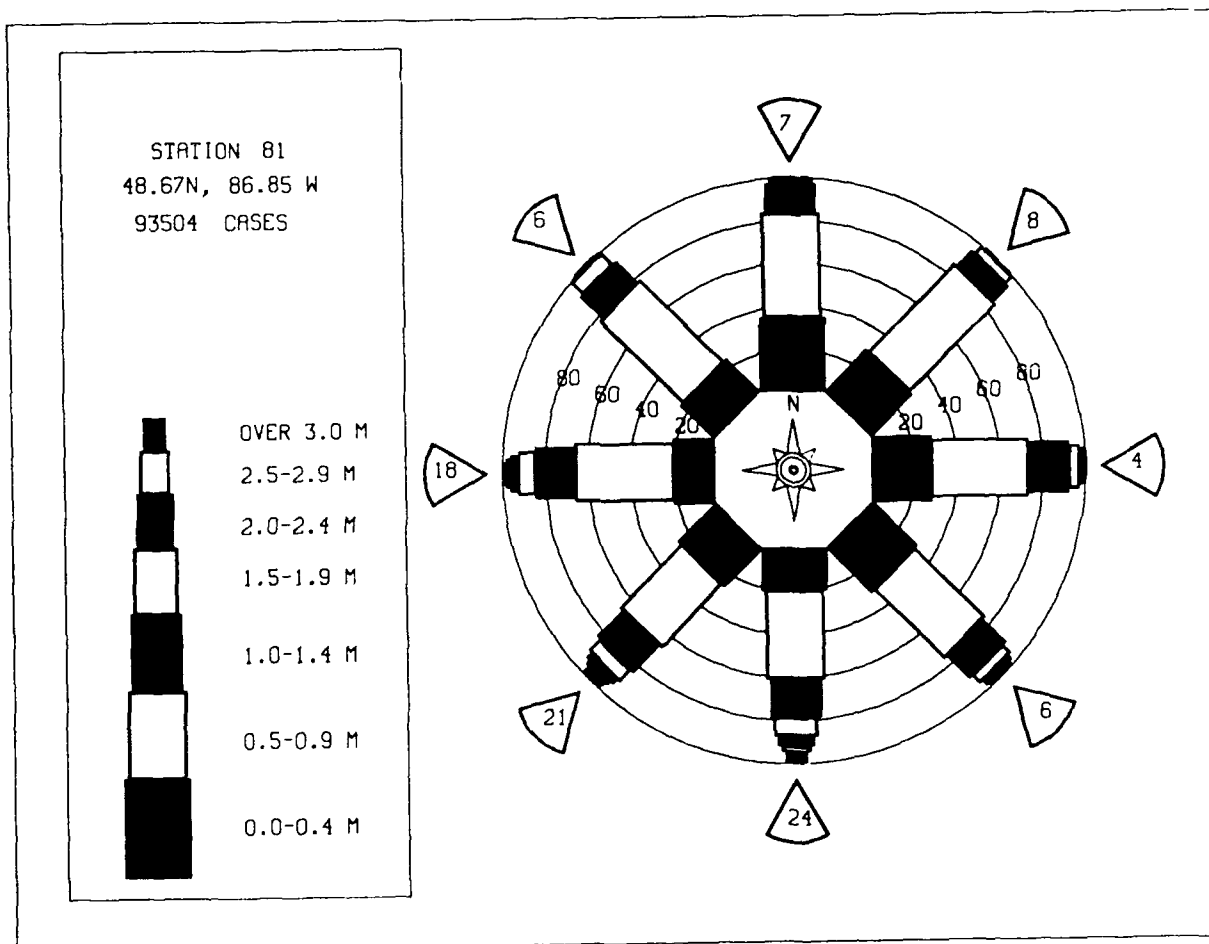 STATION 81
48.67N, 86.85 W
93504 CASES
OVER 3.0 M
2.5-2.9 M
2.0-2.4 M
1.5-1.9 M
1.0-1.4 M
0.5-0.9 M
0.0-0.4 M
7
6
8
80
60
40
20
N
20
40
60
80
18
4
21
6
24